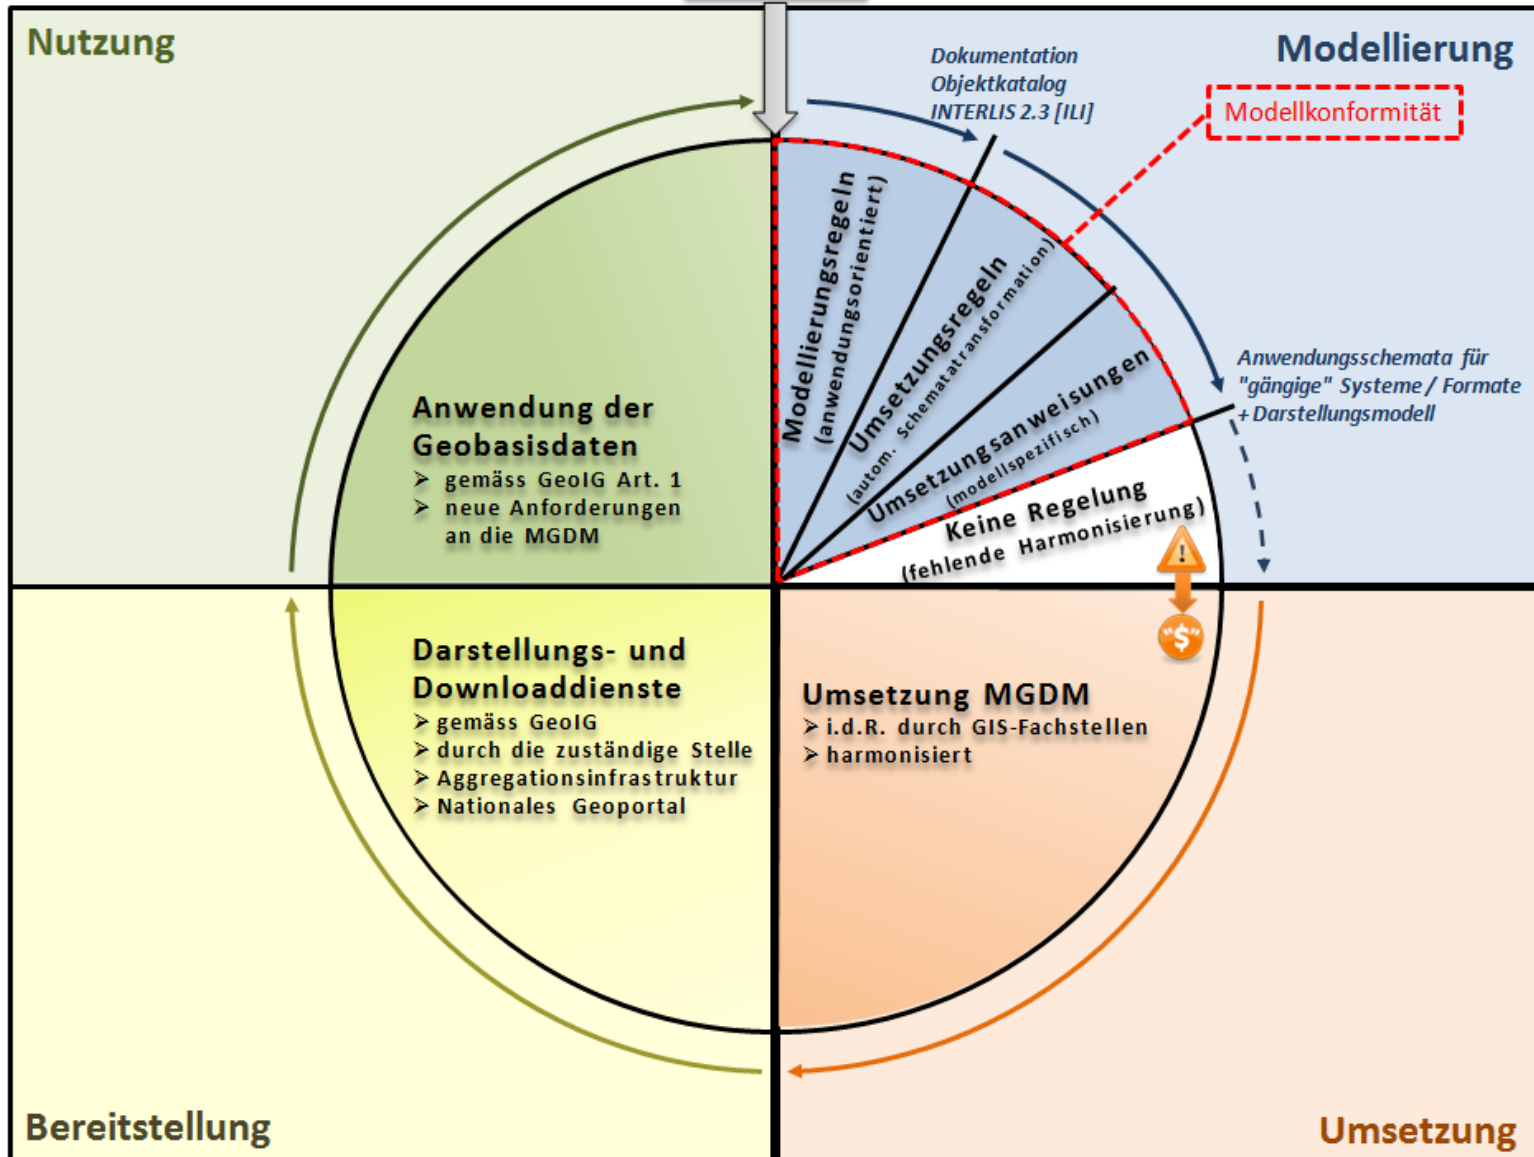 Nutzung
Modellierung
Dokumentation
Objektkatalog
INTERLIS 2.3 [ILI]
Modellkonformität
Modellierungsregeln
(anwendungsorientiert)
Umsetzungsregeln
(autom. Schematatransformation)
Umsetzungsanweisungen
(modellspezifisch)
Keine Regelung
(fehlende Harmonisierung)
Anwendungsschemata für
"gängige" Systeme / Formate
+Darstellungsmodell
Anwendung der
Geobasisdaten
➢ gemäss GeoIG Art. 1
➢ neue Anforderungen
an die MGDM
!
"$"
Darstellungs- und
Downloaddienste
➢ gemäss GeoIG
➢ durch die zuständige Stelle
➢ Aggregationsinfrastruktur
➢ Nationales Geoportal
Umsetzung MGDM
➢ i.d.R. durch GIS-Fachstellen
➢ harmonisiert
Bereitstellung
Umsetzung